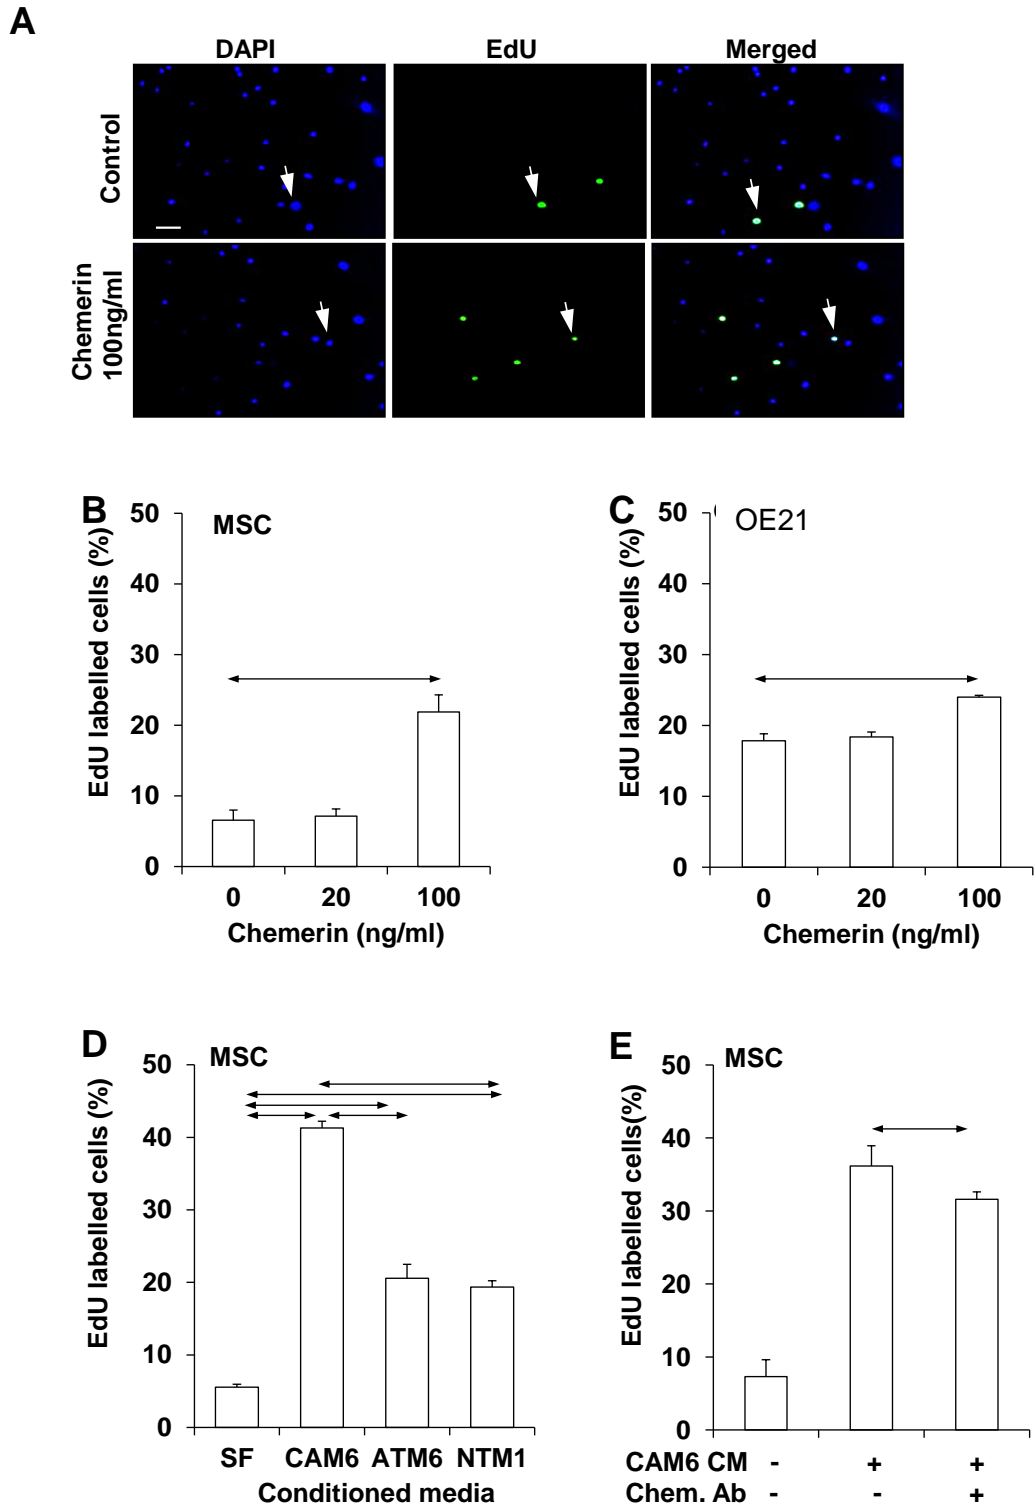 A
DAPI EdU Merged
Control
Chemerin
100ng/ml
B
MSC
EdU labelled cells (%)
50
40
30
20
10
0
0 20 100
Chemerin (ng/ml)
C
OE21
EdU labelled cells (%)
50
40
30
20
10
0
0 20 100
Chemerin (ng/ml)
D
MSC
EdU labelled cells (%)
50
40
30
20
10
0
SF CAM6 ATM6 NTM1
Conditioned media
E
MSC
EdU labelled cells(%)
50
40
30
20
10
0
CAM6 CM - + +
Chem. Ab - - +